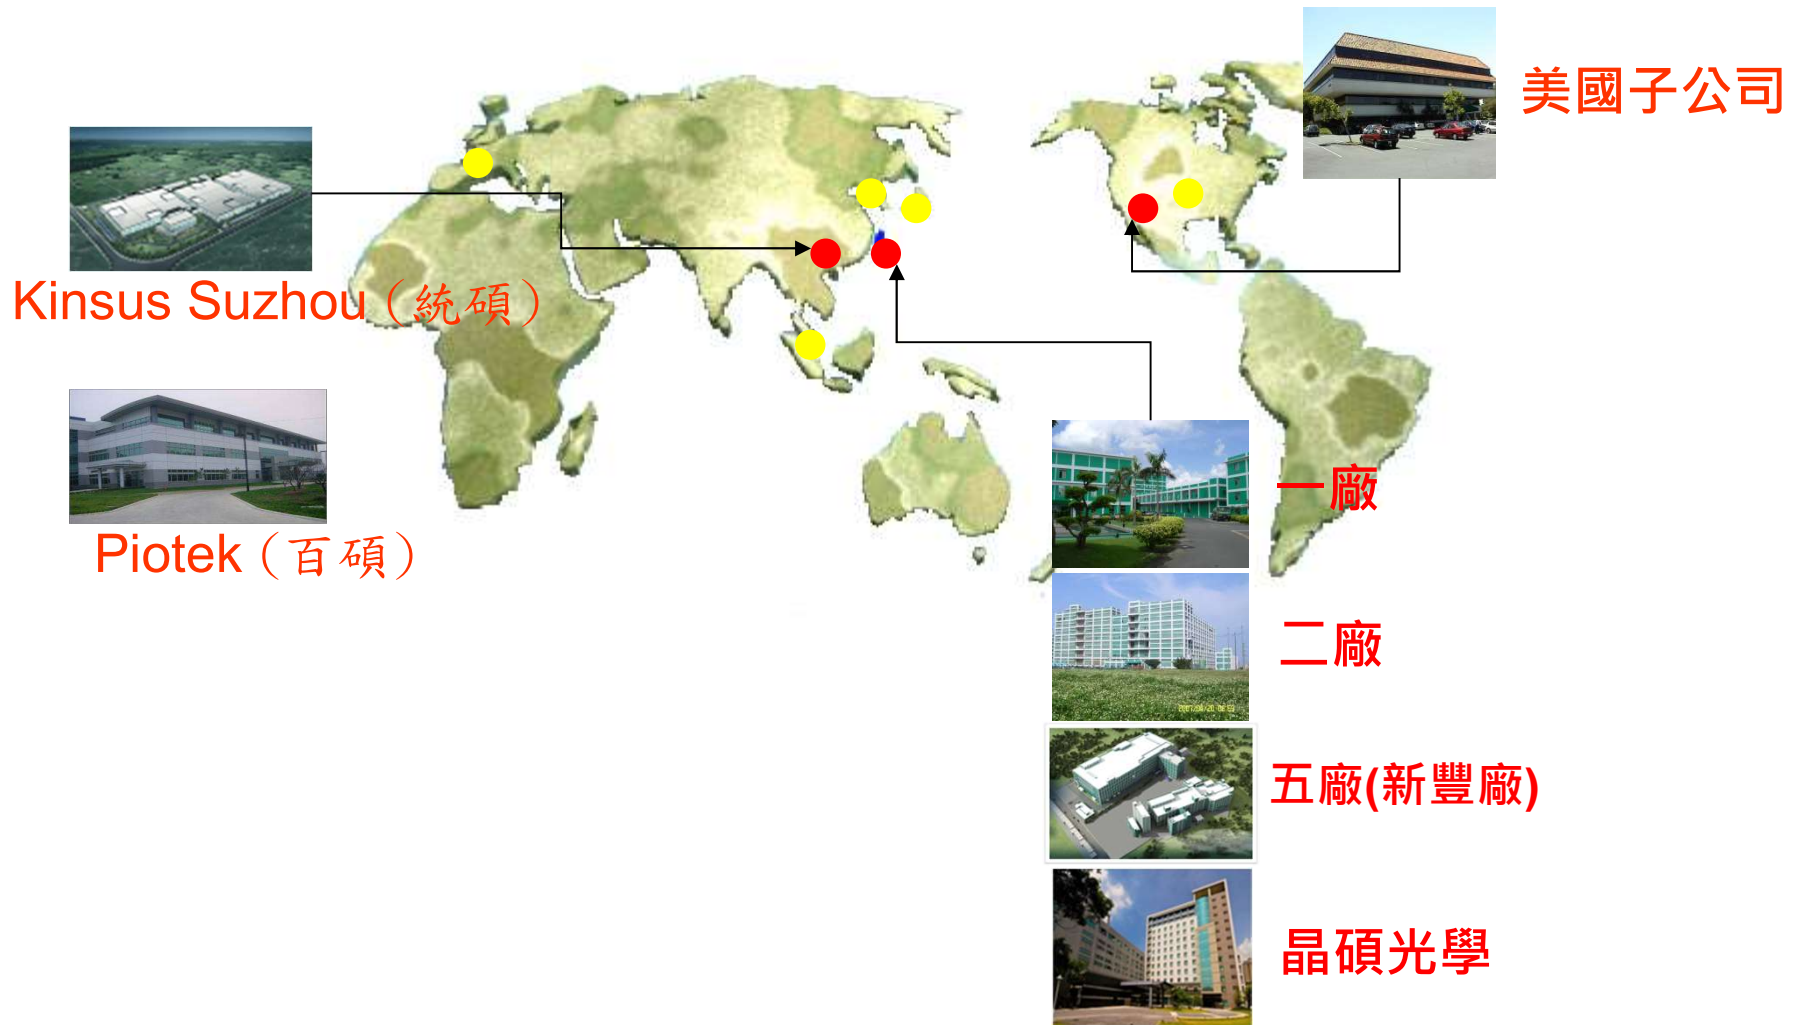 美國子公司
Kinsus Suzhou (統碩)
Piotek (百碩)
一廠
二廠
五廠(新豐廠)
晶碩光學